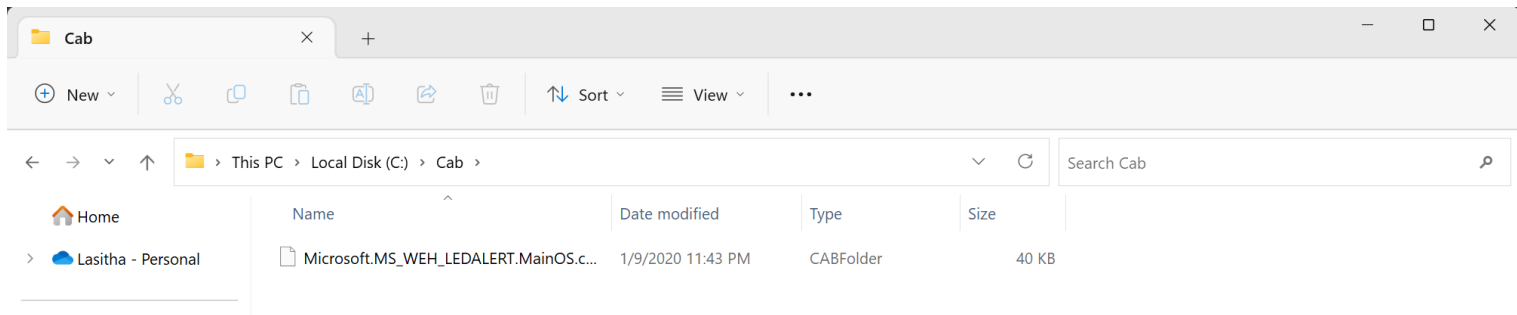 Cab
New Sort View
This PC > Local Disk (C:) > Cab > Search Cab
Home Name Date modified Type Size
Lasitha - Personal Microsoft.MS_WEH_LEDALERT.MainOS.c... 1/9/2020 11:43 PM CABFolder 40 KB